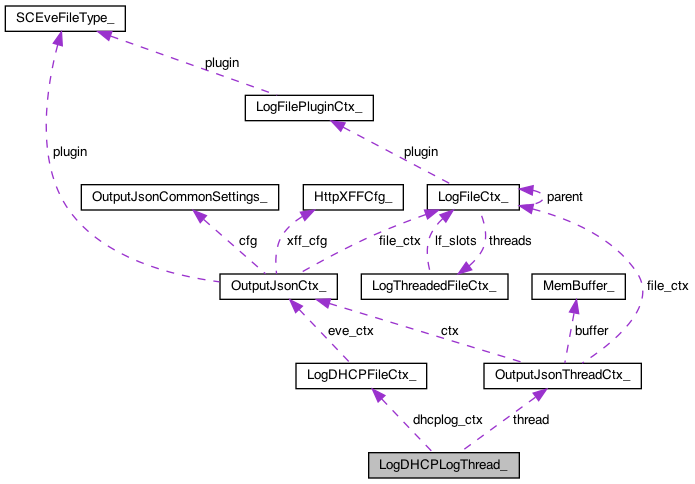 SCEveFileType_
plugin
LogFilePluginCtx_
plugin
plugin
OutputJsonCommonSettings_
HttpXFFCfg_
LogFileCtx_
parent
cfg
xff_cfg
file_ctx
lf_slots
threads
OutputJsonCtx_
LogThreadedFileCtx_
MemBuffer_
file_ctx
eve_ctx
ctx
buffer
LogDHCPFileCtx_
OutputJsonThreadCtx_
dhcplog_ctx
thread
LogDHCPLogThread_